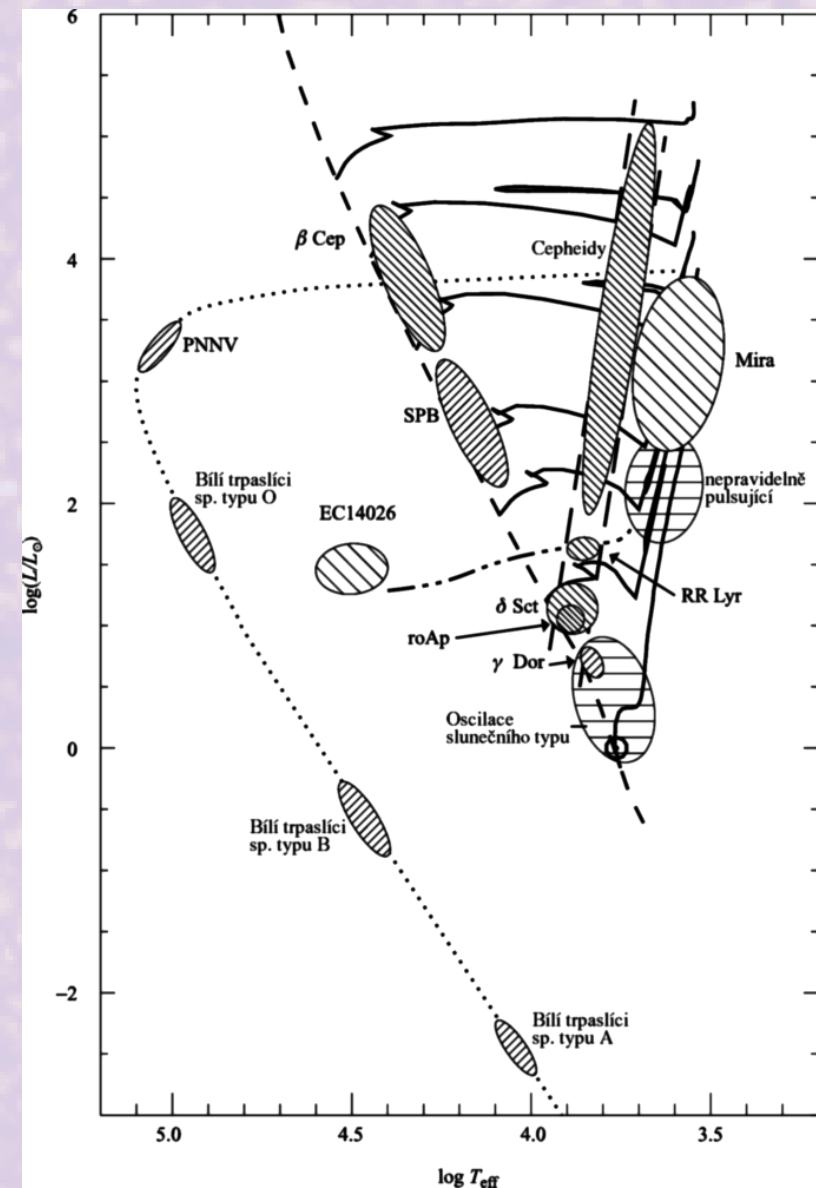 6
β Cep
Cepheidy
4
PNNV
Mira
SPB
nepravidelně
pulsující
Bílí trpaslíci
sp. typu O
2
EC14026
log(L/L⊙)
RR Lyr
δ Sct
roAp
γ Dor
Oscilace
slunečního typu
0
Bílí trpaslíci
sp. typu B
−2
Bílí trpaslíci
sp. typu A
5.0 4.5 4.0 3.5
log Teff